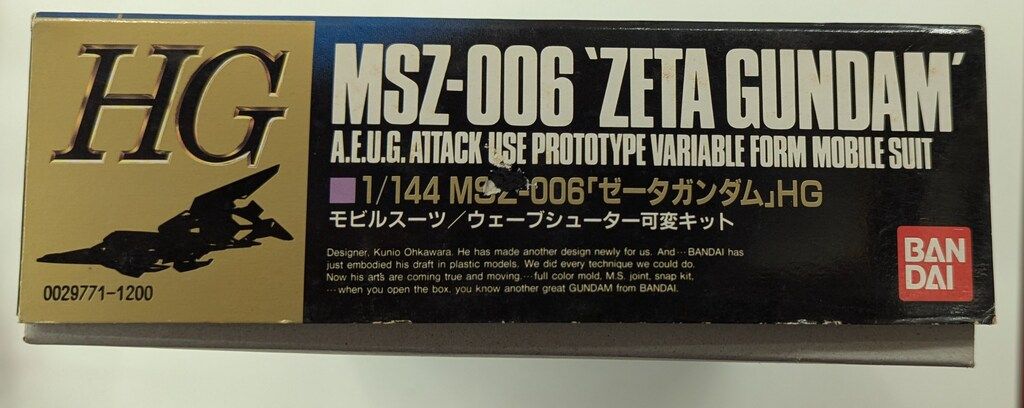 HG
0029771-1200
MSZ-006 `ZETA GUNDAM´
A.E.U.G. ATTACK USE PROTOTYPE VARIABLE FORM MOBILE SUIT
1/144 MSZ-006「ゼータガンダム」HG
モビルスーツ/ウェーブシューター可変キット
Designer, Kunio Ohkawara. He has made another design newly for us. And…BANDAI has
just embodied his draft in plastic models. We did every technique we could do.
Now his arts are coming true and moving.…full color mold, M.S. joint, snap kit,
…when you open the box, you know another great GUNDAM from BANDAI.
BAN
DAI